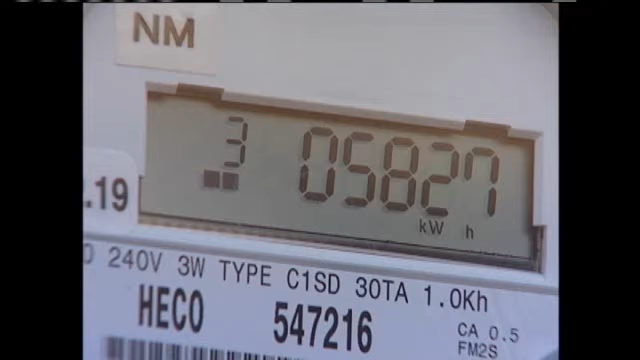 NM
3 05827
kW h
.19
240V 3W TYPE C1SD 30TA 1.0Kh
HECO 547216
CA 0.5
FM2S